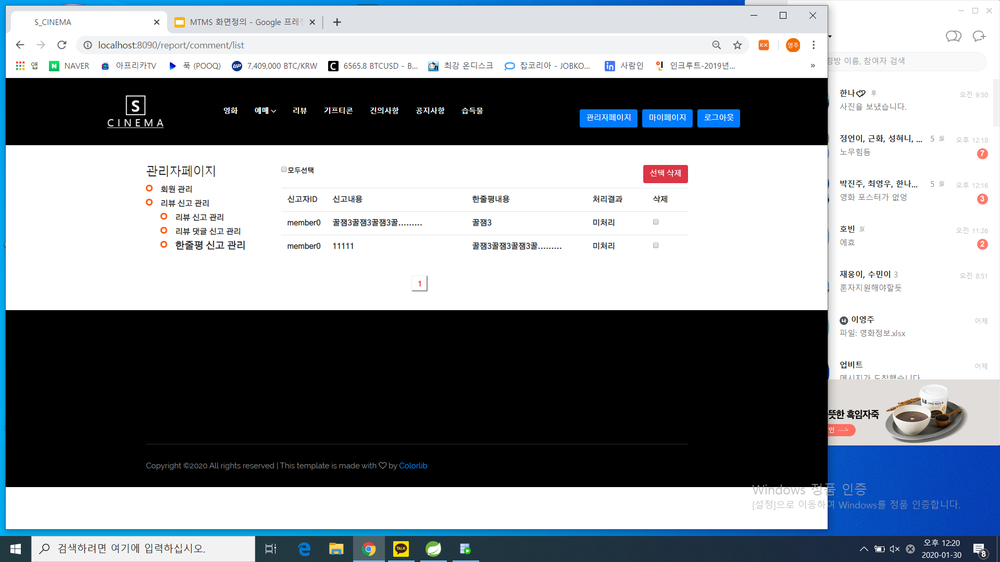 S_CINEMA
MTMS 화면정의 - Google 프레젠
localhost:8090/report/comment/list
EX
영주
앱
NAVER
아프리카TV
푹 (POOQ)
UP 7,409,000 BTC/KRW
6565.8 BTCUSD - B...
최강 온디스크
잡코리아 - JOBKO...
사람인
인크루트-2019년...
»
S
CINEMA
영화
예매
리뷰
기프티콘
건의사항
공지사항
습득물
관리자페이지
마이페이지
로그아웃
관리자페이지
회원 관리
리뷰 신고 관리
리뷰 신고 관리
리뷰 댓글 신고 관리
한줄평 신고 관리
모두선택
선택 삭제
신고자ID 신고내용 한줄평내용 처리결과 삭제
member0 꿀잼3꿀잼3꿀잼3꿀......... 꿀잼3 미처리
member0 11111 꿀잼3꿀잼3꿀잼3꿀......... 미처리
1
Copyright ©2020 All rights reserved | This template is made with ♡ by Colorlib
팅방 이름, 참여자 검색
한나 오전 9:50
사진을 보냈습니다.
정언이, 근화, 성혀니, ... 5 오후 12:18
노무힘듬 7
박진주, 최영우, 한나... 5 오후 12:16
영화 포스터가 없엉 3
호빈 오전 11:26
에효 2
재웅이, 수민이 3 오전 8:51
혼자지원해야할듯
나 이영주 어제
파일: 영화정보.xlsx
업비트 어제
메시지가 도착했습니다
뜻한 흑임자죽
인
Windows 정품 인증
[설정]으로 이동하여 Windows를 정품 인증합니다.
검색하려면 여기에 입력하십시오.
TALK
오후 12:20
2020-01-30
8